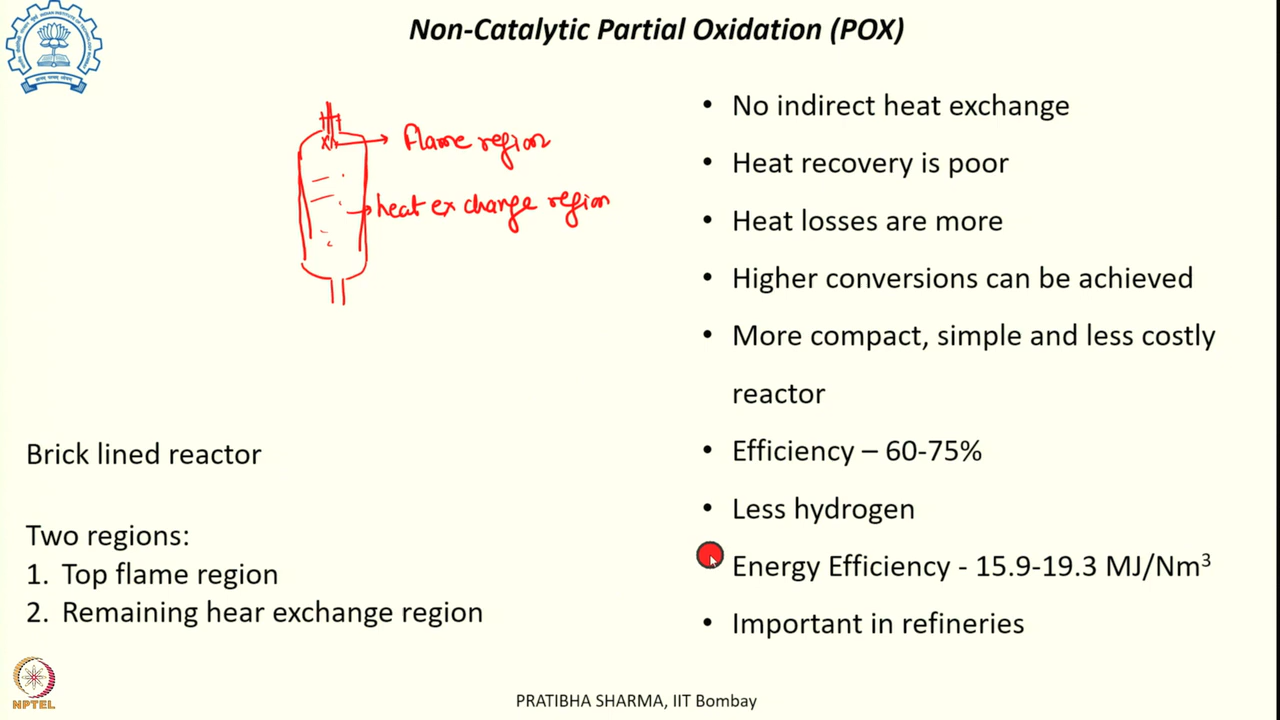 Non-Catalytic Partial Oxidation (POX)
Flame region
heat exchange region
Brick lined reactor
Two regions:
1. Top flame region
2. Remaining hear exchange region
• No indirect heat exchange
• Heat recovery is poor
• Heat losses are more
• Higher conversions can be achieved
• More compact, simple and less costly
reactor
• Efficiency – 60-75%
• Less hydrogen
Energy Efficiency - 15.9-19.3 MJ/Nm³
• Important in refineries
NPTEL
PRATIBHA SHARMA, IIT Bombay